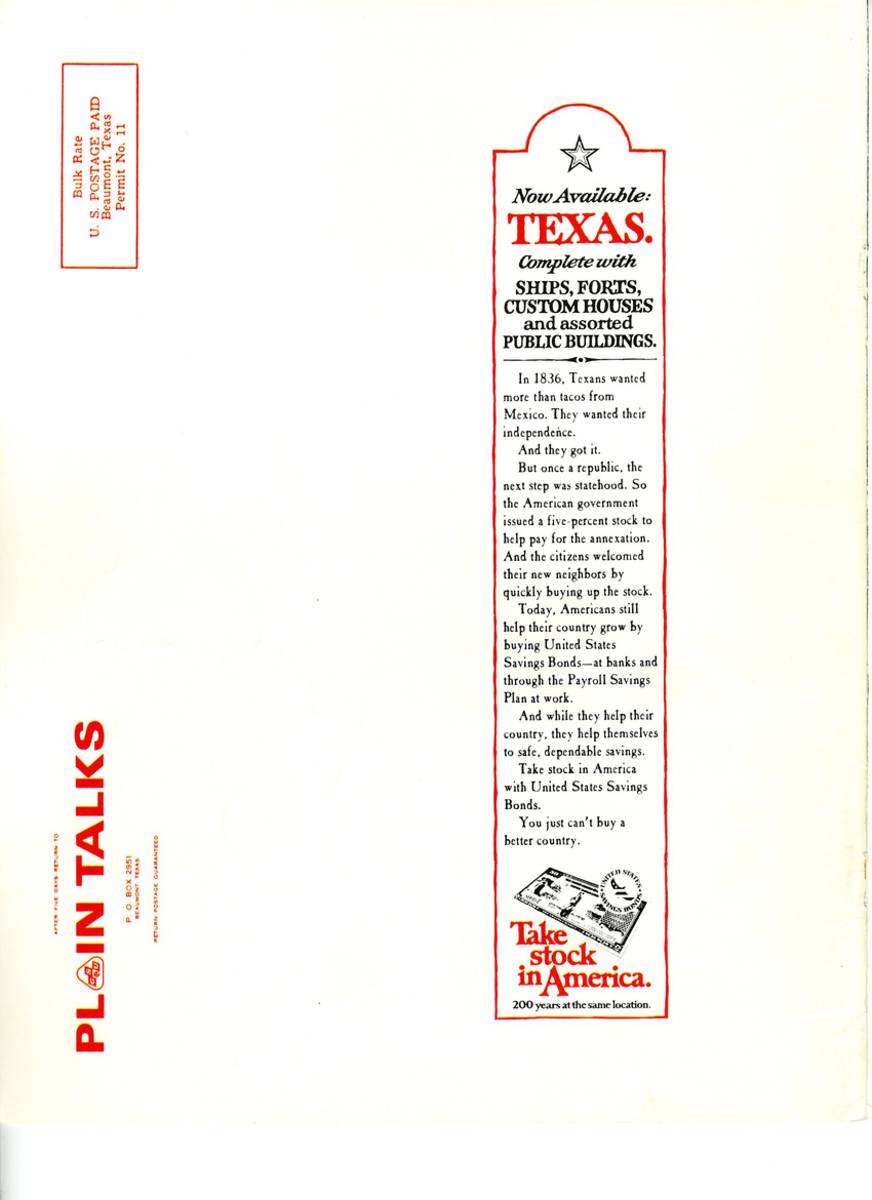 Bulk Rate
U. S. POSTAGE PAID
Beaumont, Texas
Permit No. 11
AFTER FIVE DAYS RETURN TO
PLAIN TALKS
P. O. BOX 2951
BEAUMONT, TEXAS
RETURN POSTAGE GUARANTEED
Now Available:
TEXAS.
Complete with
SHIPS, FORTS,
CUSTOM HOUSES
and assorted
PUBLIC BUILDINGS.
In 1836, Texans wanted
more than tacos from
Mexico. They wanted their
independence.
And they got it.
But once a republic, the
next step was statehood. So
the American government
issued a five-percent stock to
help pay for the annexation.
And the citizens welcomed
their new neighbors by
quickly buying up the stock.
Today, Americans still
help their country grow by
buying United States
Savings Bonds—at banks and
through the Payroll Savings
Plan at work.
And while they help their
country, they help themselves
to safe, dependable savings.
Take stock in America
with United States Savings
Bonds.
You just can't buy a
better country.
UNITED STATES
SAVINGS BONDS
Take
stock
in America.
200 years at the same location.